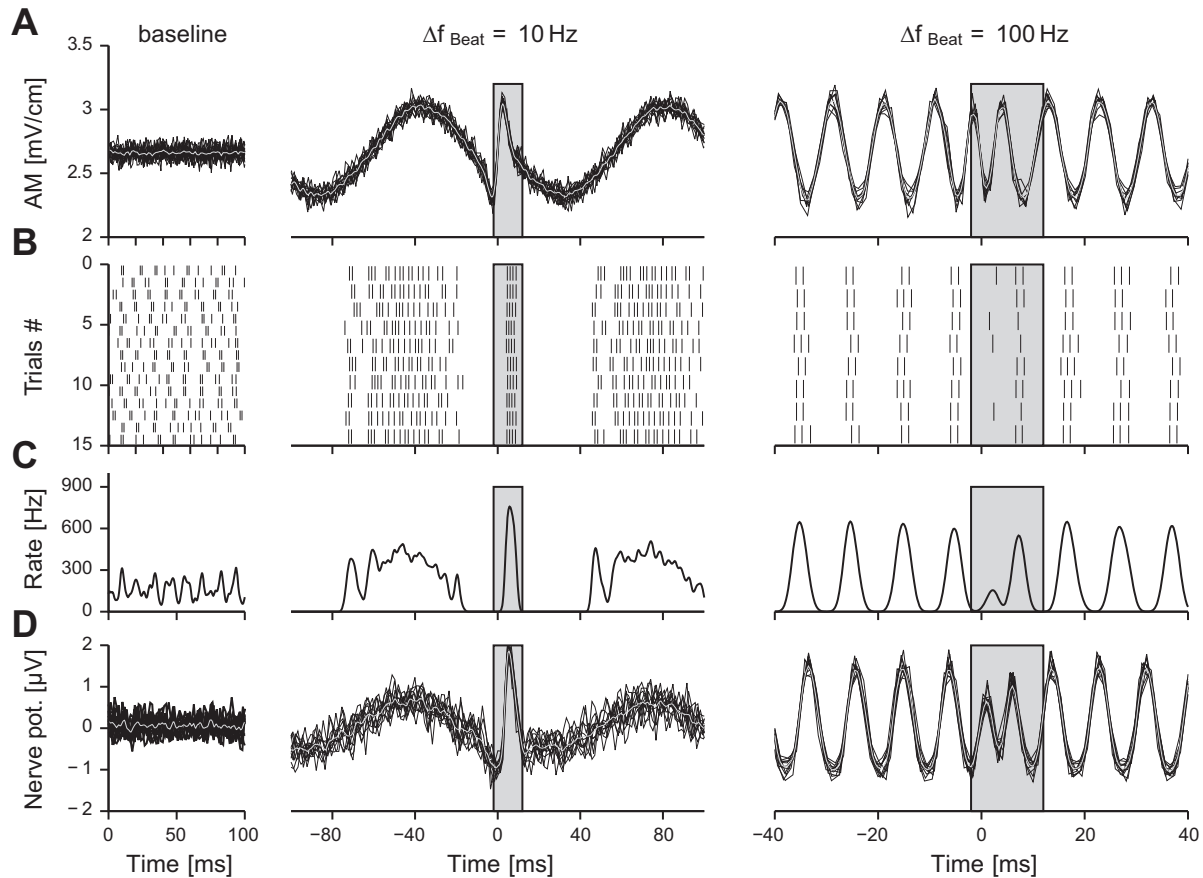 A
baseline
Δf Beat = 10 Hz
Δf Beat = 100 Hz
AM [mV/cm]
3.5
3
2.5
2
B
Trials #
0
5
10
15
C
Rate [Hz]
900
600
300
0
D
Nerve pot. [µV]
2
1
0
−1
−2
0 50 100
−80 −40 0 40 80
−40 −20 0 20 40
Time [ms]
Time [ms]
Time [ms]